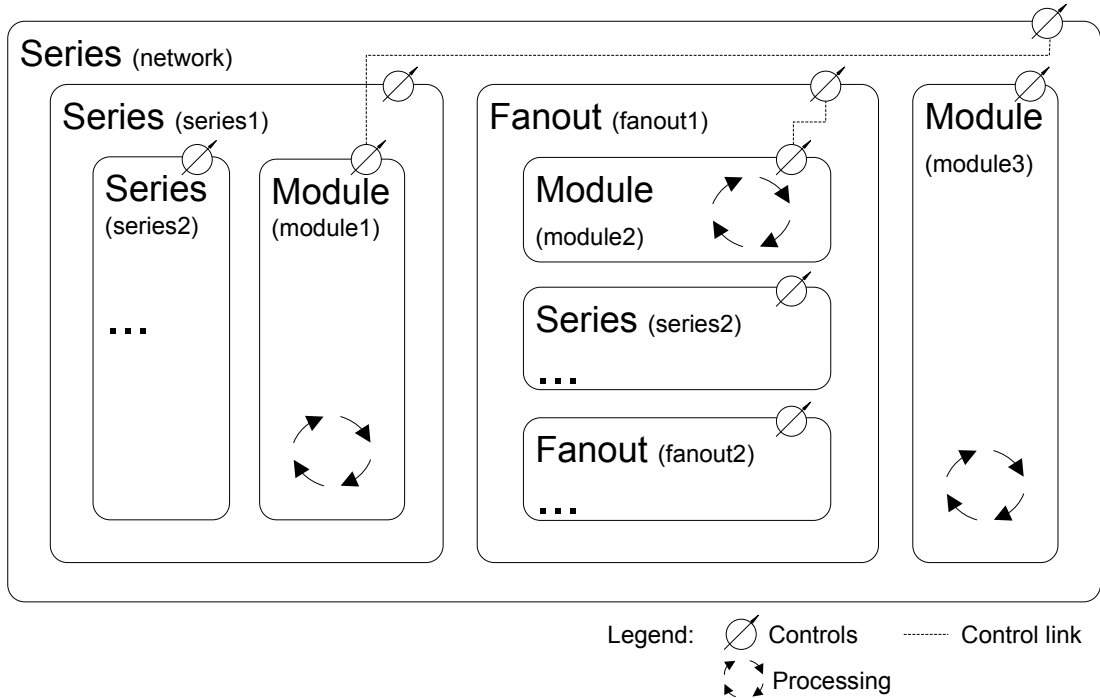 Series (network)
Series (series1)
Series
(series2)
...
Module
(module1)
Fanout (fanout1)
Module
(module2)
Series (series2)
...
Fanout (fanout2)
...
Module
(module3)
Legend:
Controls
Control link
Processing